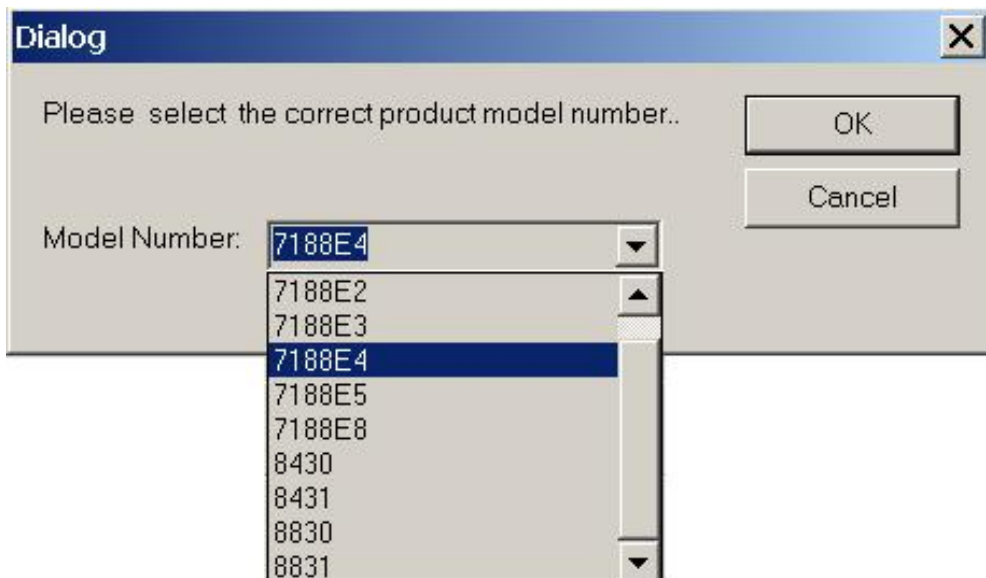 Dialog
Please select the correct product model number..
OK
Cancel
Model Number:
7188E4
7188E2
7188E3
7188E4
7188E5
7188E8
8430
8431
8830
8831